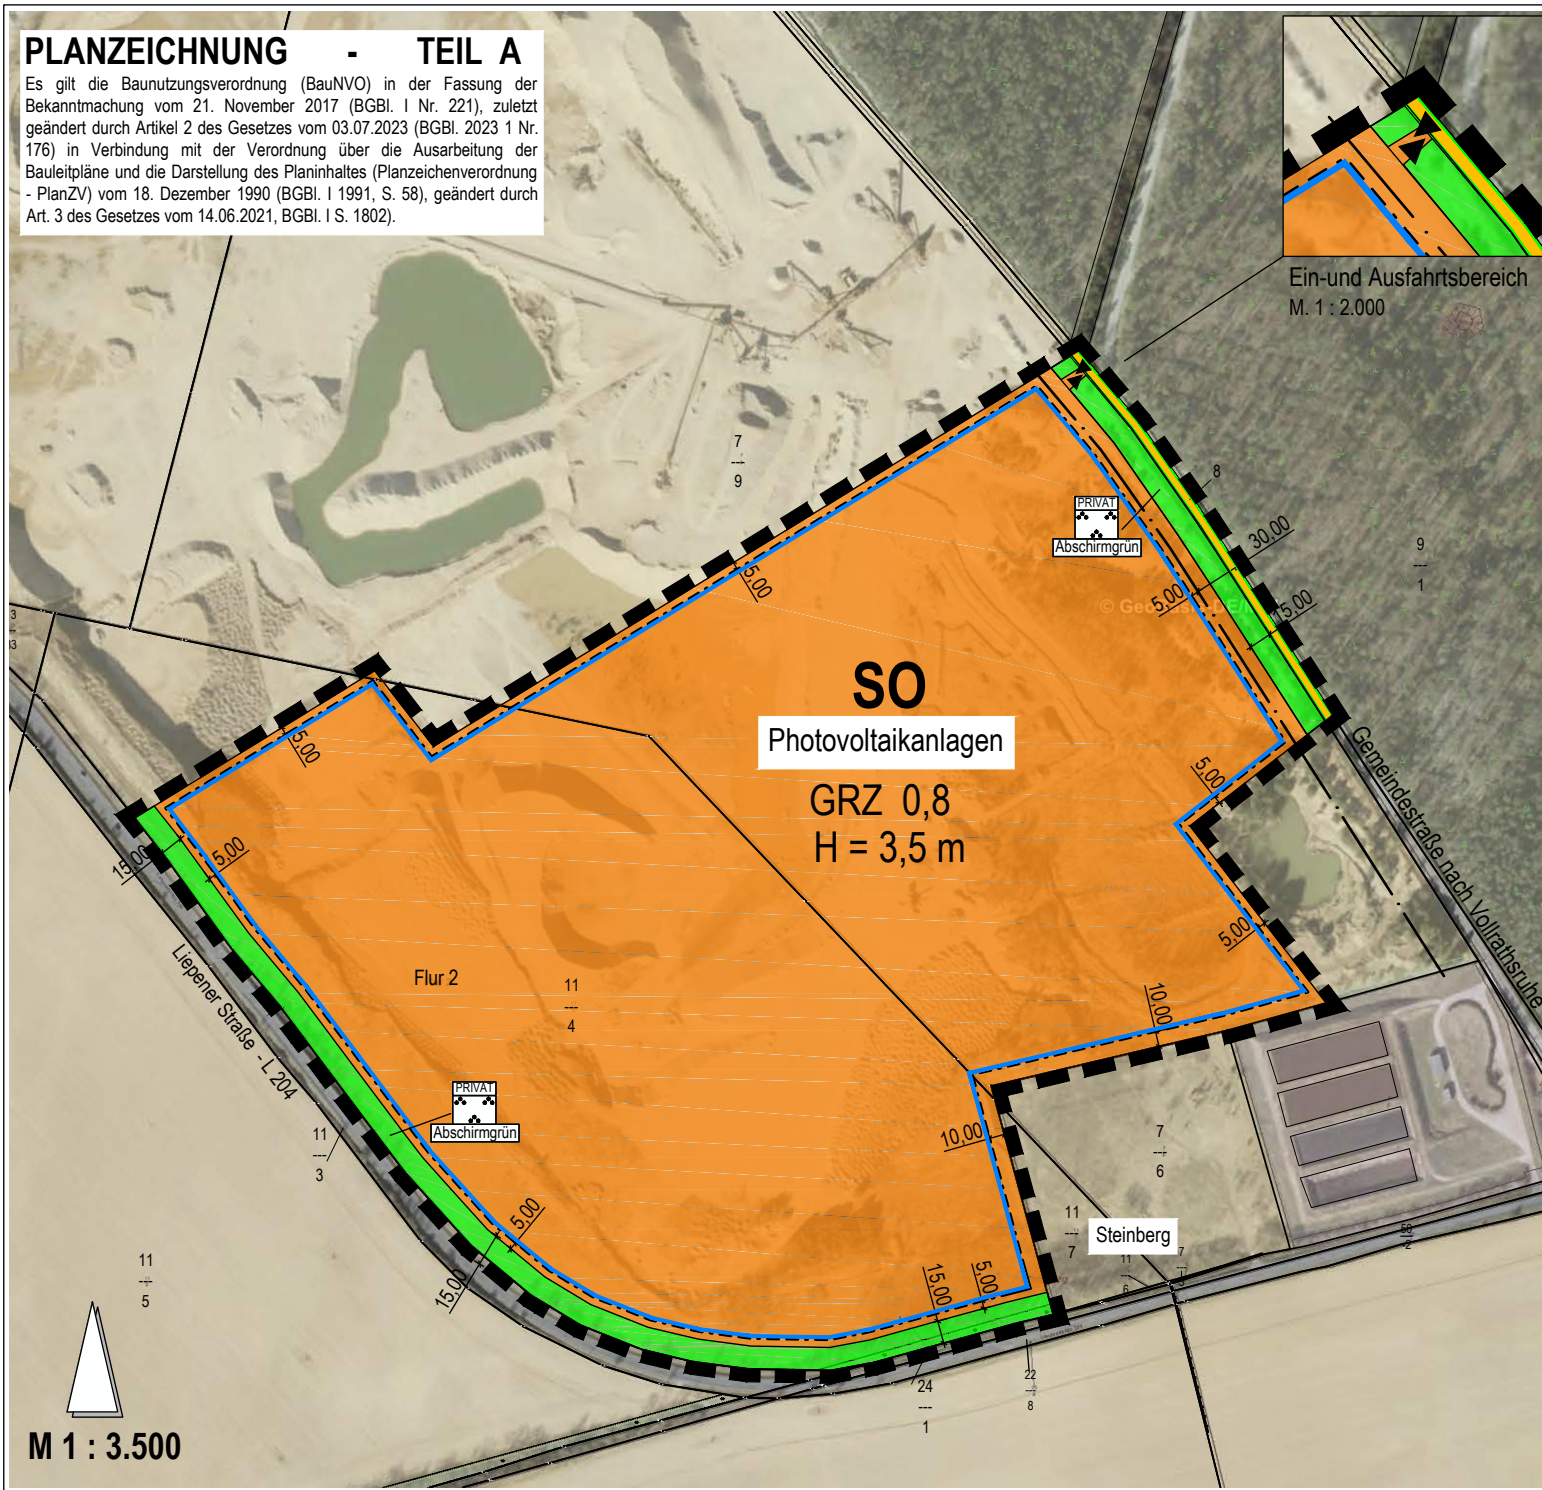 PLANZEICHNUNG - TEIL A
Es gilt die Baunutzungsverordnung (BauNVO) in der Fassung der
Bekanntmachung vom 21. November 2017 (BGBl. I Nr. 221), zuletzt
geändert durch Artikel 2 des Gesetzes vom 03.07.2023 (BGBl. 2023 1 Nr.
176) in Verbindung mit der Verordnung über die Ausarbeitung der
Bauleitpläne und die Darstellung des Planinhaltes (Planzeichenverordnung
- PlanZV) vom 18. Dezember 1990 (BGBl. I 1991, S. 58), geändert durch
Art. 3 des Gesetzes vom 14.06.2021, BGBl. I S. 1802).
Ein-und Ausfahrtsbereich
M. 1 : 2.000
7
---
9
8
30,00
9
---
1
PRIVAT
Abschirmgrün
5,00
5,00
15,00
SO
Photovoltaikanlagen
GRZ 0,8
H = 3,5 m
5,00
5,00
Gemeindestraße nach Vollrathsruhe
15,00
5,00
5,00
Flur 2
11
---
4
10,00
Liepener Straße - L 204
PRIVAT
Abschirmgrün
10,00
11
---
3
7
---
6
11
---
7
Steinberg
11
---
6
58
2
5,00
15,00
15,00
5,00
11
---
5
24
---
1
22
---
8
M 1 : 3.500